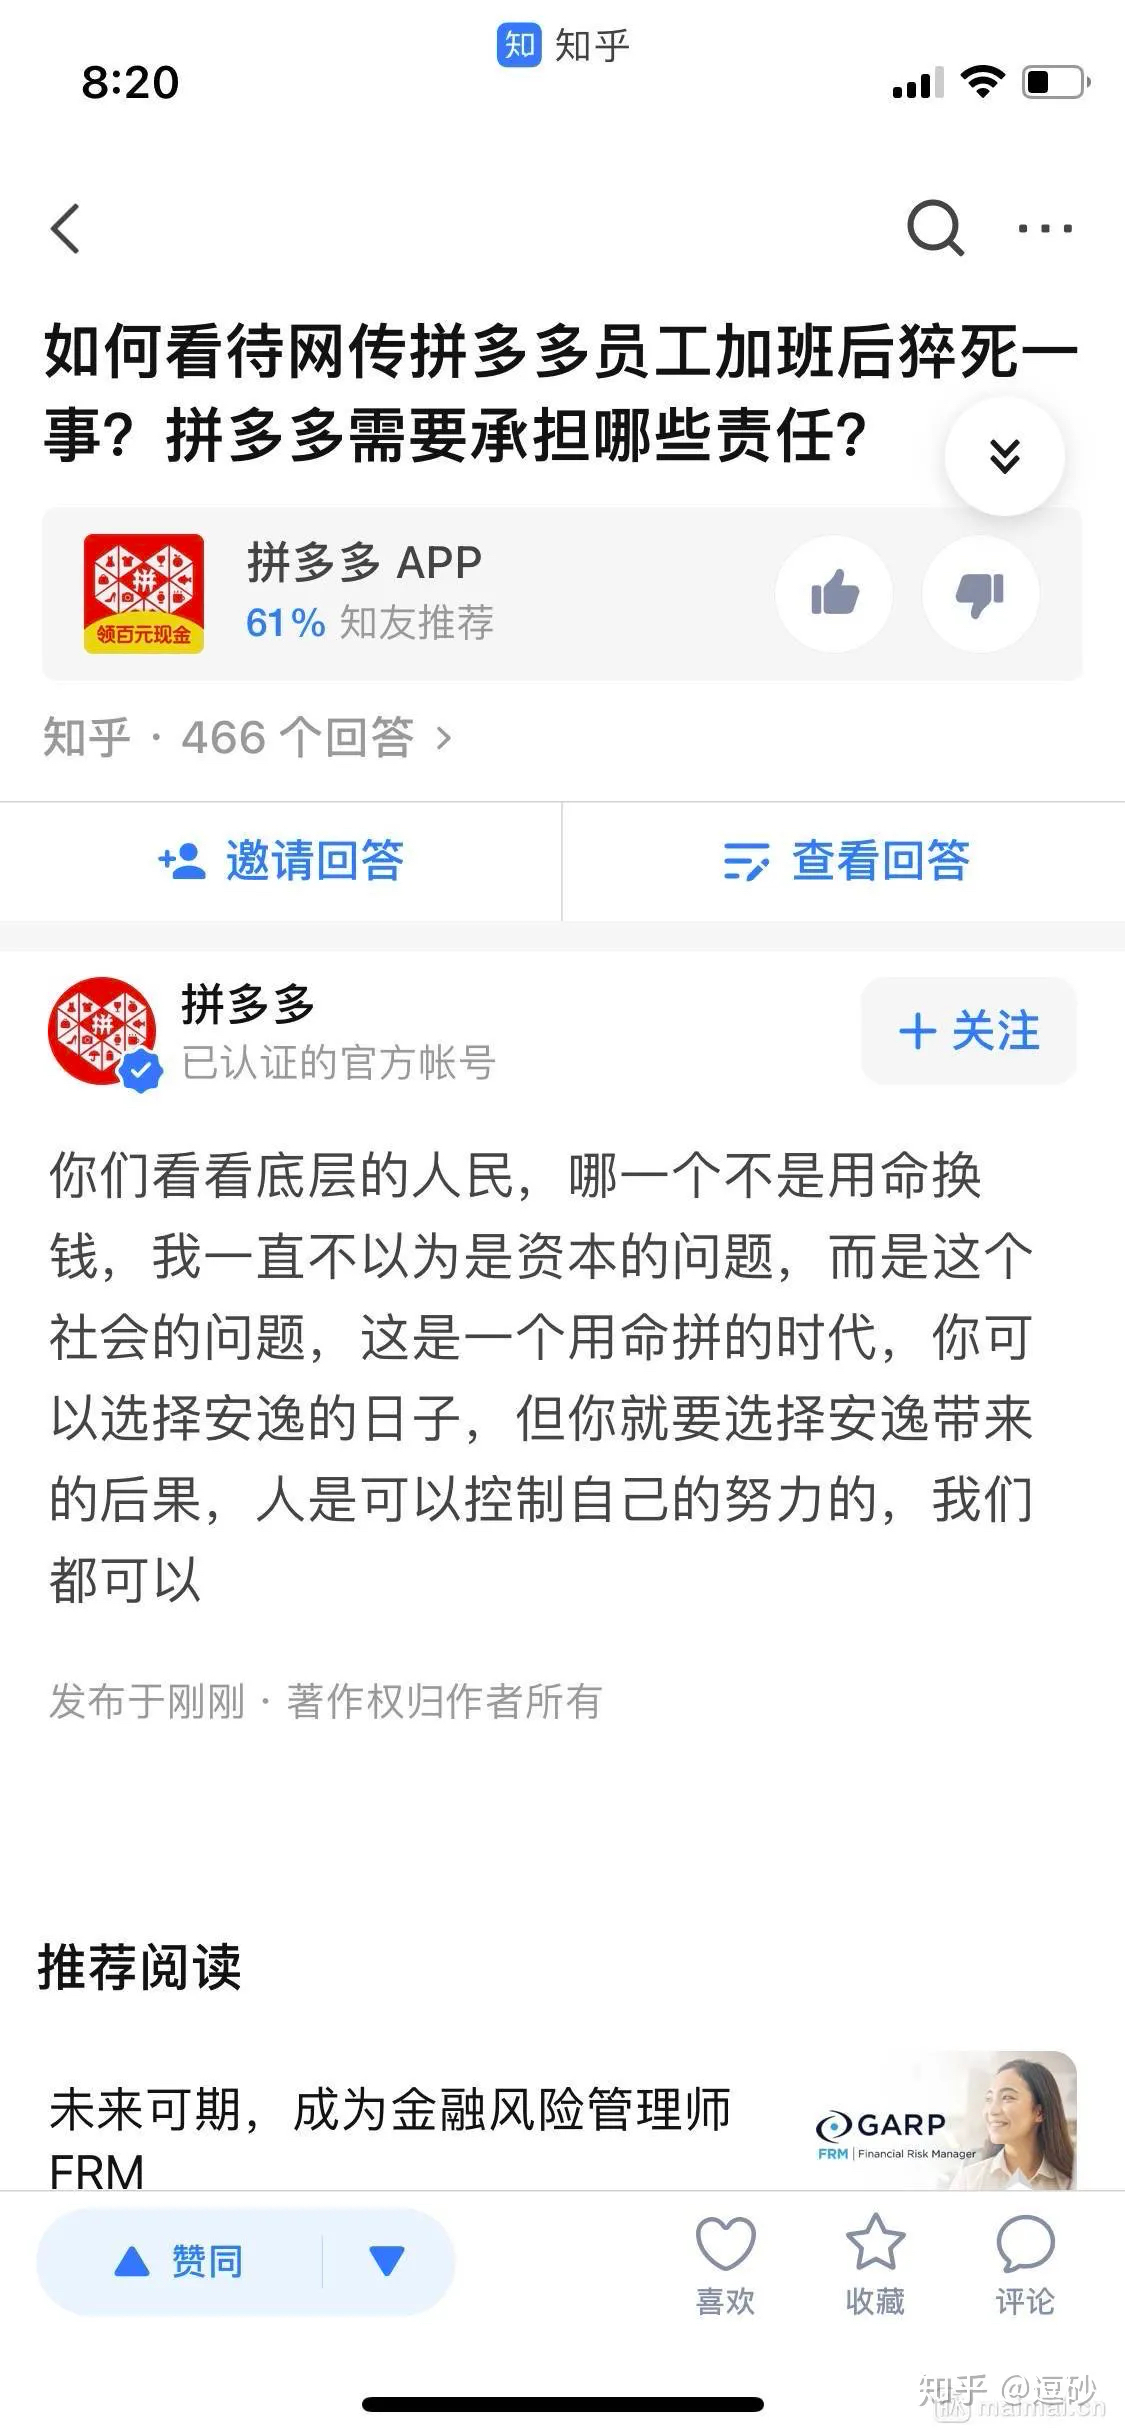 知 知乎
8:20
如何看待网传拼多多员工加班后猝死一
事？拼多多需要承担哪些责任？
拼
领百元现金
拼多多 APP
61% 知友推荐
知乎 · 466 个回答 ›
邀请回答
查看回答
拼
拼多多
已认证的官方帐号
+ 关注
你们看看底层的人民，哪一个不是用命换
钱，我一直不以为是资本的问题，而是这个
社会的问题，这是一个用命拼的时代，你可
以选择安逸的日子，但你就要选择安逸带来
的后果，人是可以控制自己的努力的，我们
都可以
发布于刚刚 · 著作权归作者所有
推荐阅读
未来可期，成为金融风险管理师
FRM
GARP
FRM | Financial Risk Manager
赞同
喜欢
收藏
评论
知乎 @逗砂
脉 maimai.cn